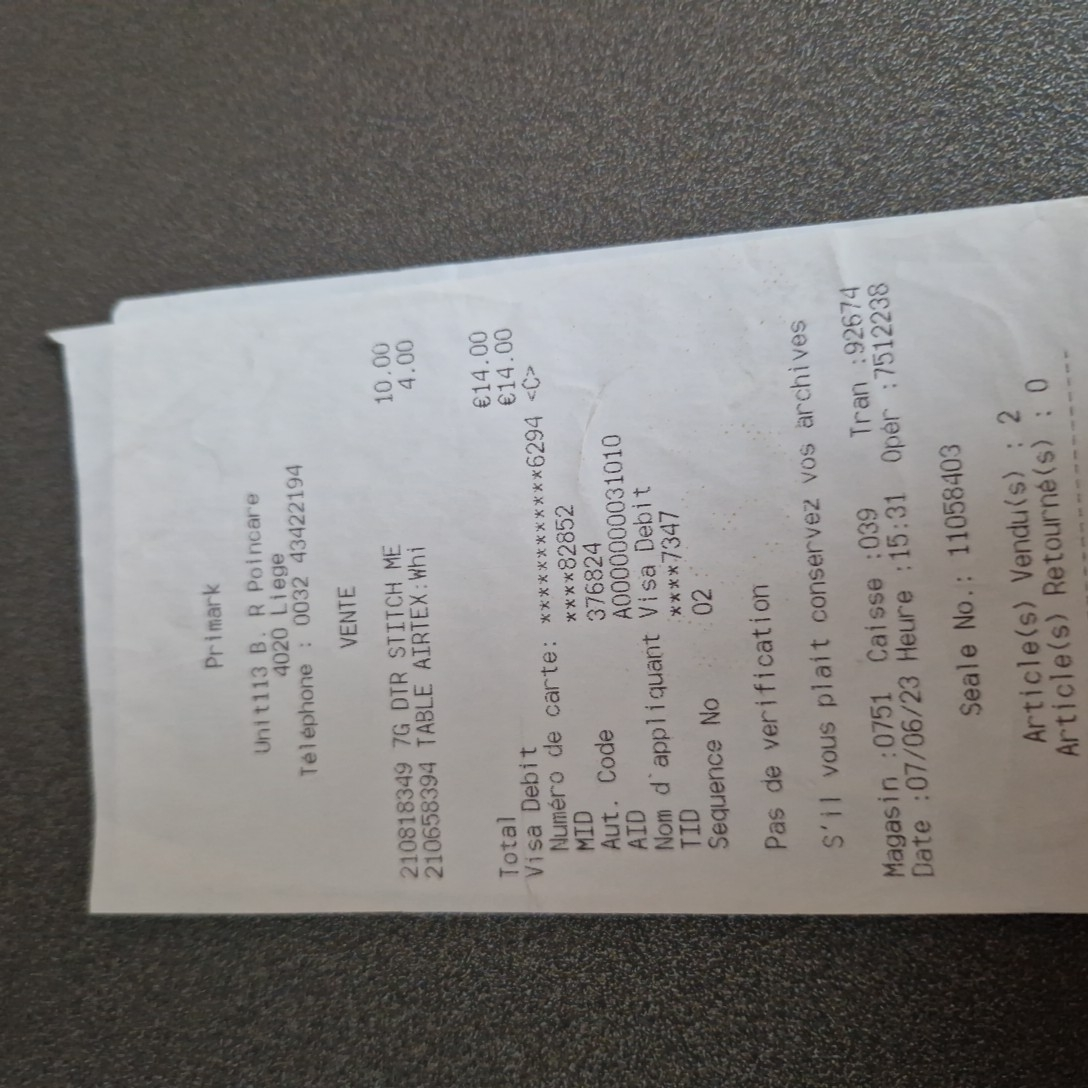 Primark
Unit113 B. R Poincare
4020 Liege
Téléphone : 0032 43422194
VENTE
210818349 7G DTR STITCH ME 10.00
210658394 TABLE AIRTEX:Whi 4.00
Total €14.00
Visa Debit €14.00
Numéro de carte: ************6294 <C>
MID ****82852
Aut. Code 376824
AID A0000000031010
Nom d`appliquant Visa Debit
TID ****7347
Sequence No 02
Pas de verification
S'il vous plait conservez vos archives
Magasin :0751 Caisse :039 Tran :92674
Date :07/06/23 Heure :15:31 Opér :7512238
Seale No.: 11058403
Article(s) Vendu(s) : 2
Article(s) Retourné(s) : 0